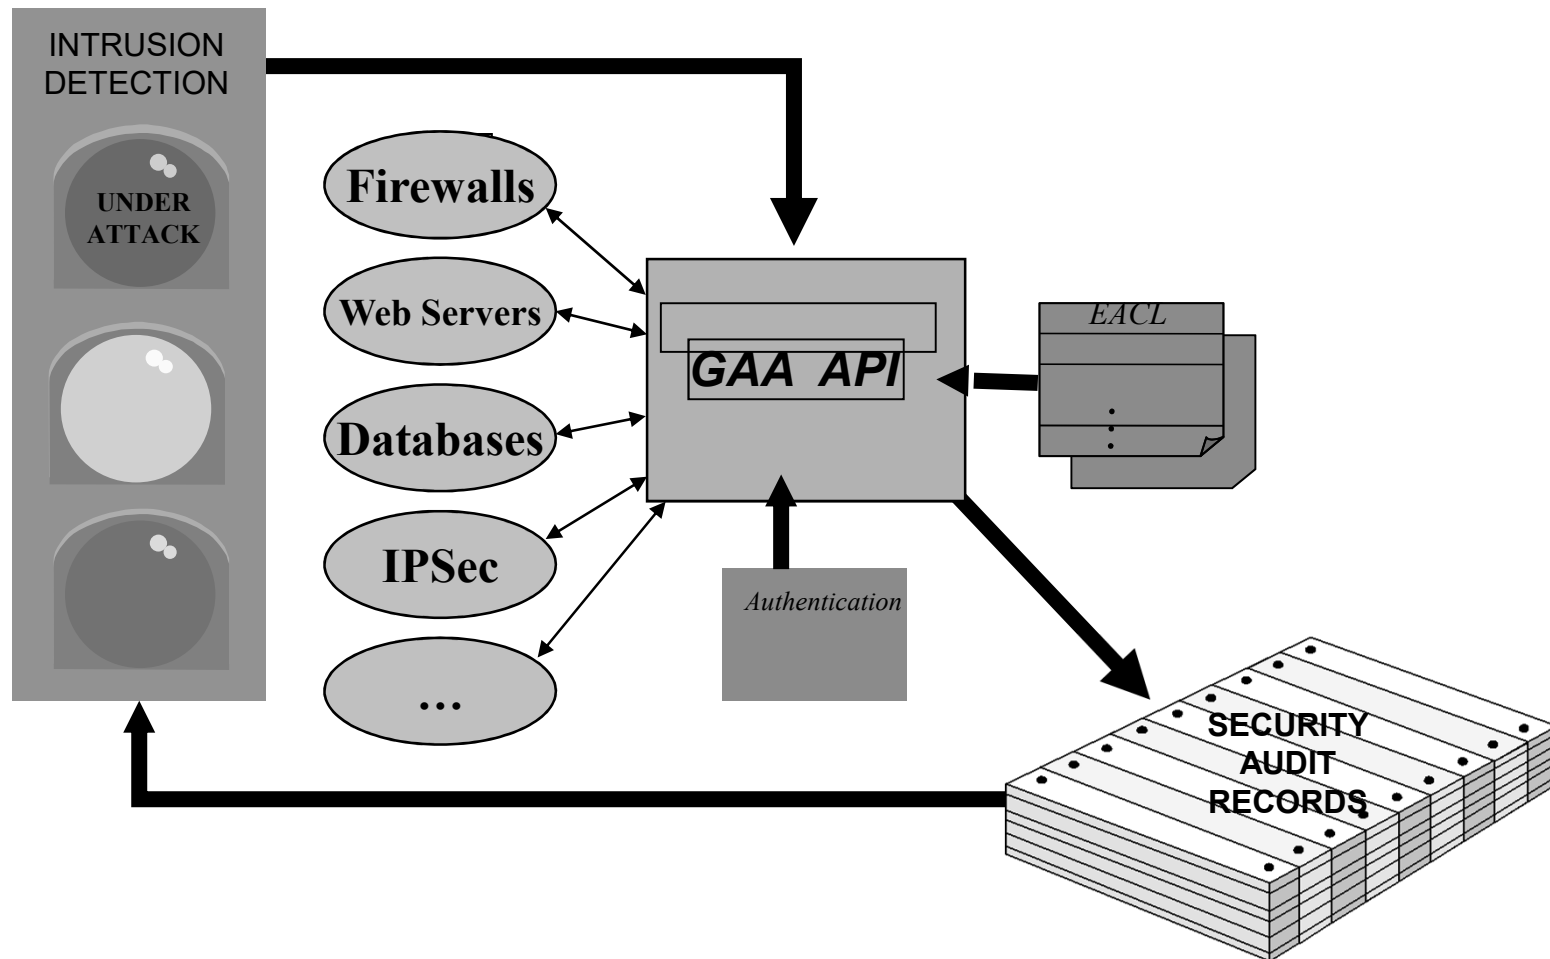 INTRUSION
DETECTION
UNDER
ATTACK
Firewalls
Web Servers
Databases
IPSec
...
GAA API
EACL
Authentication
SECURITY
AUDIT
RECORDS